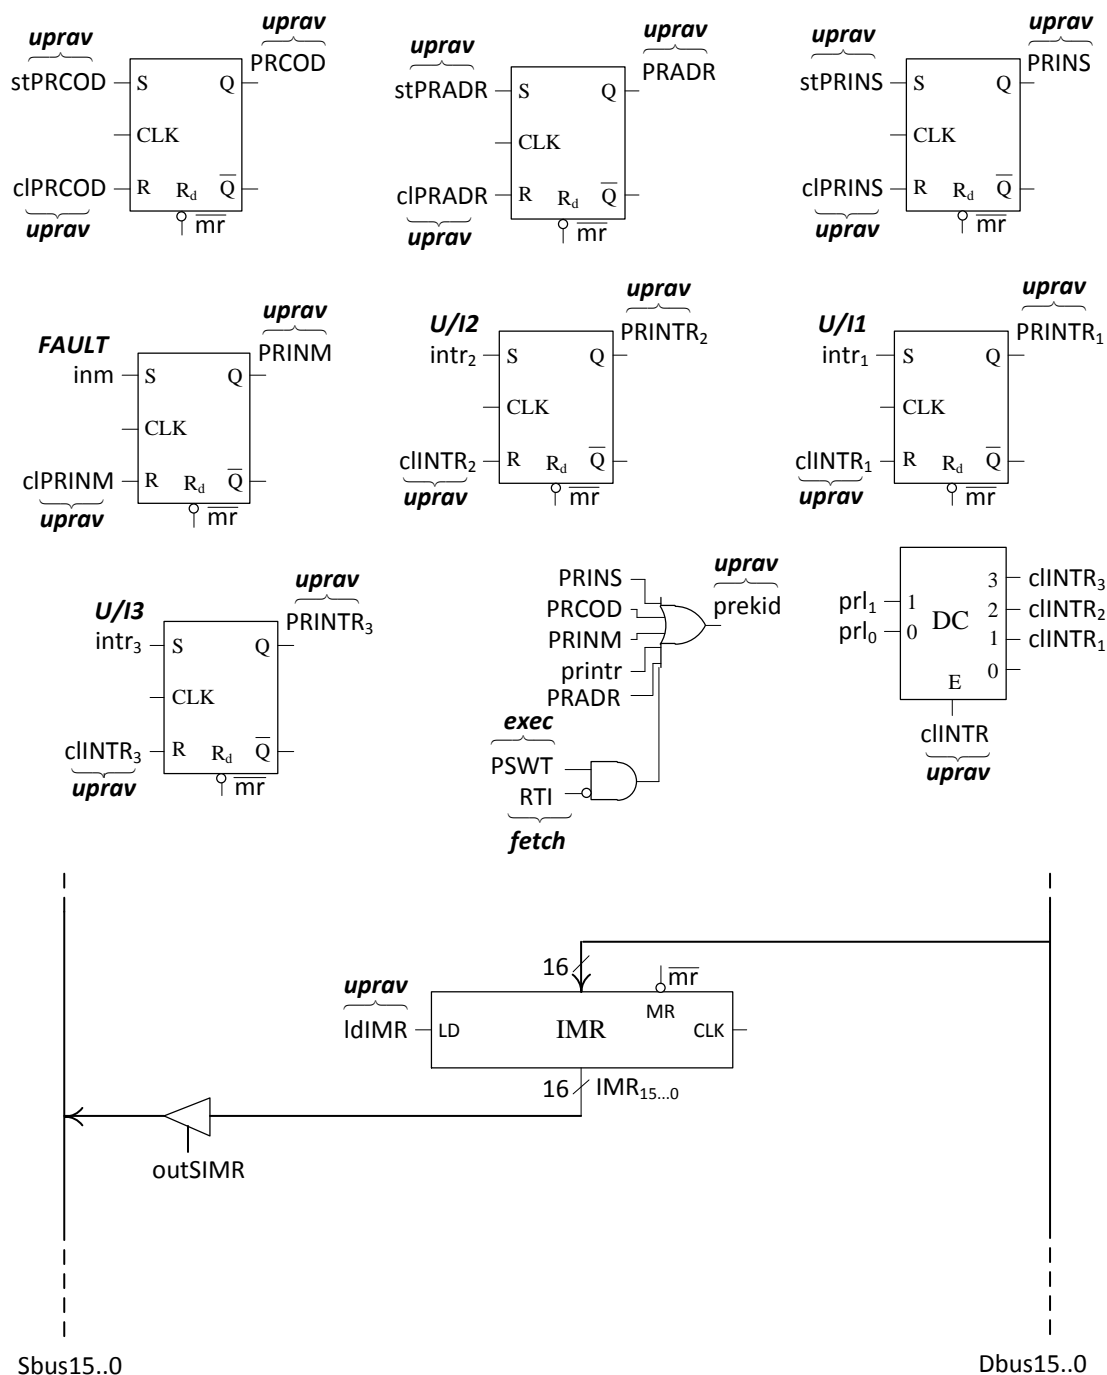 uprav
stPRCOD
uprav
PRCOD
S
Q
CLK
R
Rd
Q
clPRCOD
uprav
mr
uprav
stPRADR
uprav
PRADR
S
Q
CLK
R
Rd
Q
clPRADR
uprav
mr
uprav
stPRINS
uprav
PRINS
S
Q
CLK
R
Rd
Q
clPRINS
uprav
mr
FAULT
inm
uprav
PRINM
S
Q
CLK
R
Rd
Q
clPRINM
uprav
mr
U/I2
intr2
uprav
PRINTR2
S
Q
CLK
R
Rd
Q
clINTR2
uprav
mr
U/I1
intr1
uprav
PRINTR1
S
Q
CLK
R
Rd
Q
clINTR1
uprav
mr
U/I3
intr3
uprav
PRINTR3
S
Q
CLK
R
Rd
Q
clINTR3
uprav
mr
PRINS
PRCOD
PRINM
printr
PRADR
uprav
prekid
exec
PSWT
RTI
fetch
prl1
prl0
1
0
DC
3
2
1
0
E
clINTR3
clINTR2
clINTR1
clINTR
uprav
16
mr
uprav
ldIMR
LD
IMR
MR
CLK
16
IMR15...0
outSIMR
Sbus15..0
Dbus15..0